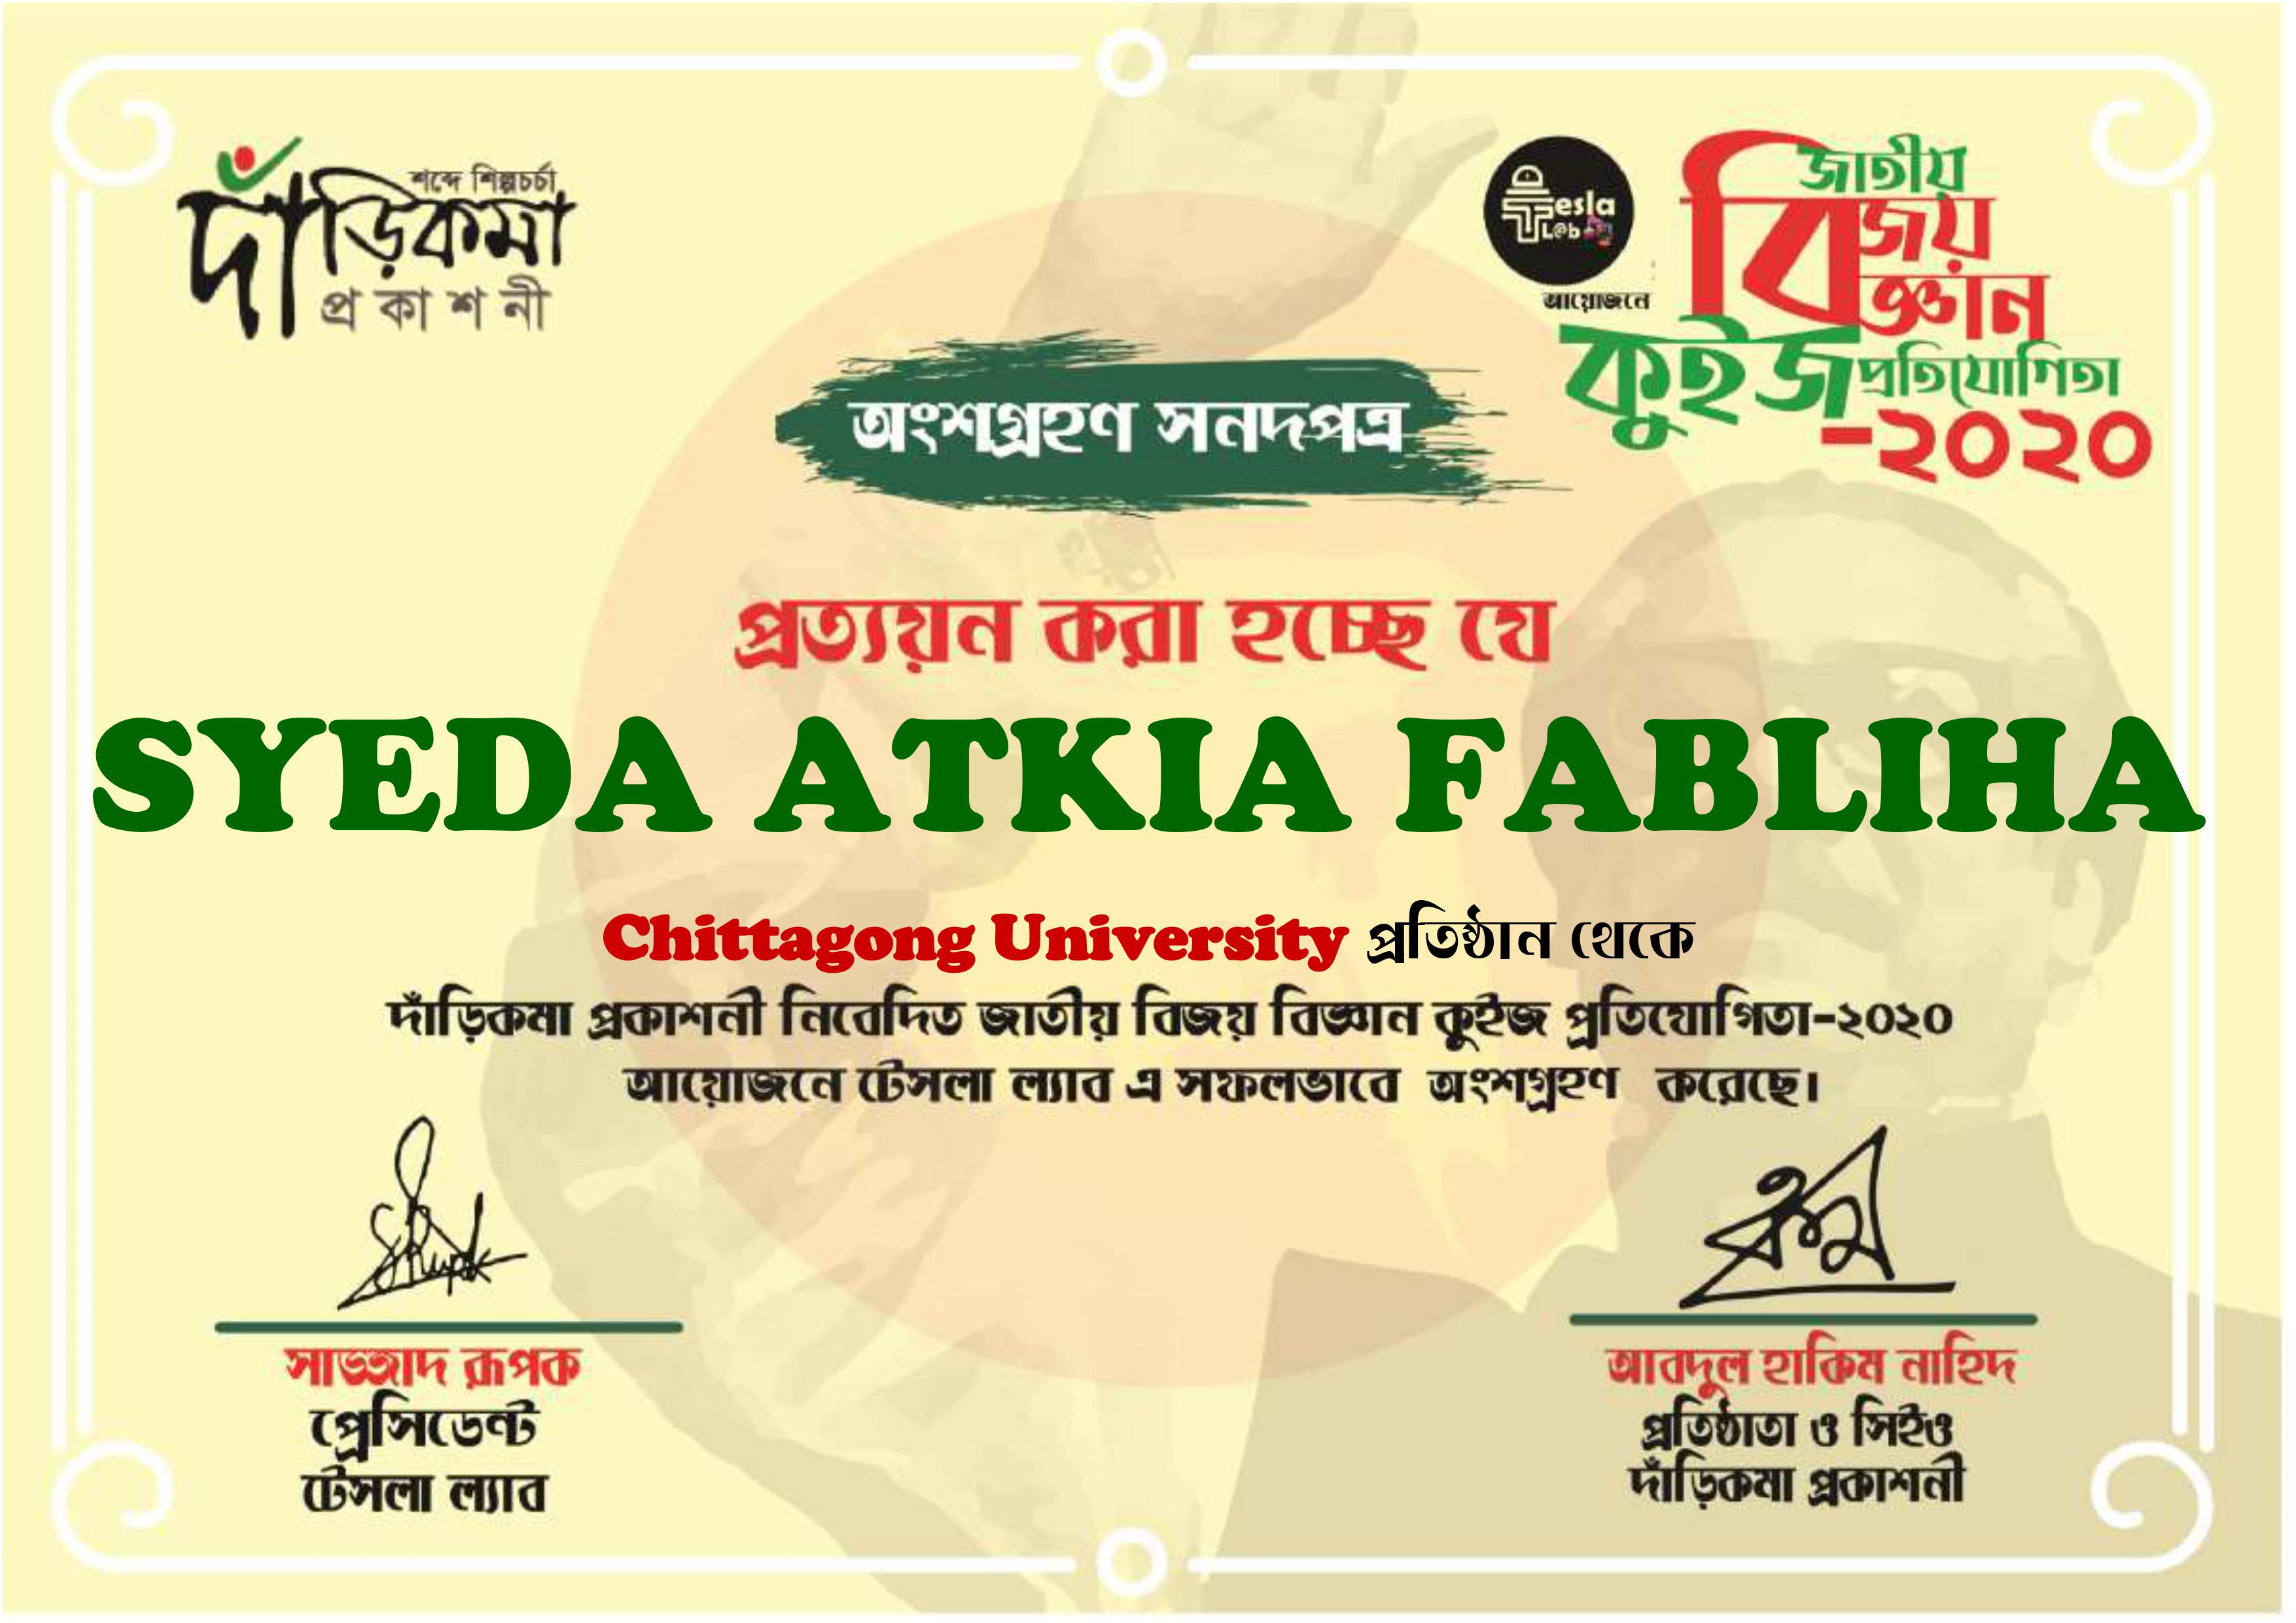 শব্দে শিল্পচর্চা
দাঁড়িকমা
প্রকাশনী
Tesla
L@b
আয়োজনে
জাতীয়
বিজয়
বিজ্ঞান
কুইজ প্রতিযোগিতা
-২০২০
অংশগ্রহণ সনদপত্র
প্রত্যয়ন করা হচ্ছে যে
SYEDA ATKIA FABLIHA
Chittagong University প্রতিষ্ঠান থেকে
দাঁড়িকমা প্রকাশনী নিবেদিত জাতীয় বিজয় বিজ্ঞান কুইজ প্রতিযোগিতা-২০২০
আয়োজনে টেসলা ল্যাব এ সফলভাবে অংশগ্রহণ করেছে।
সাজ্জাদ রূপক
প্রেসিডেন্ট
টেসলা ল্যাব
আবদুল হাকিম নাহিদ
প্রতিষ্ঠাতা ও সিইও
দাঁড়িকমা প্রকাশনী